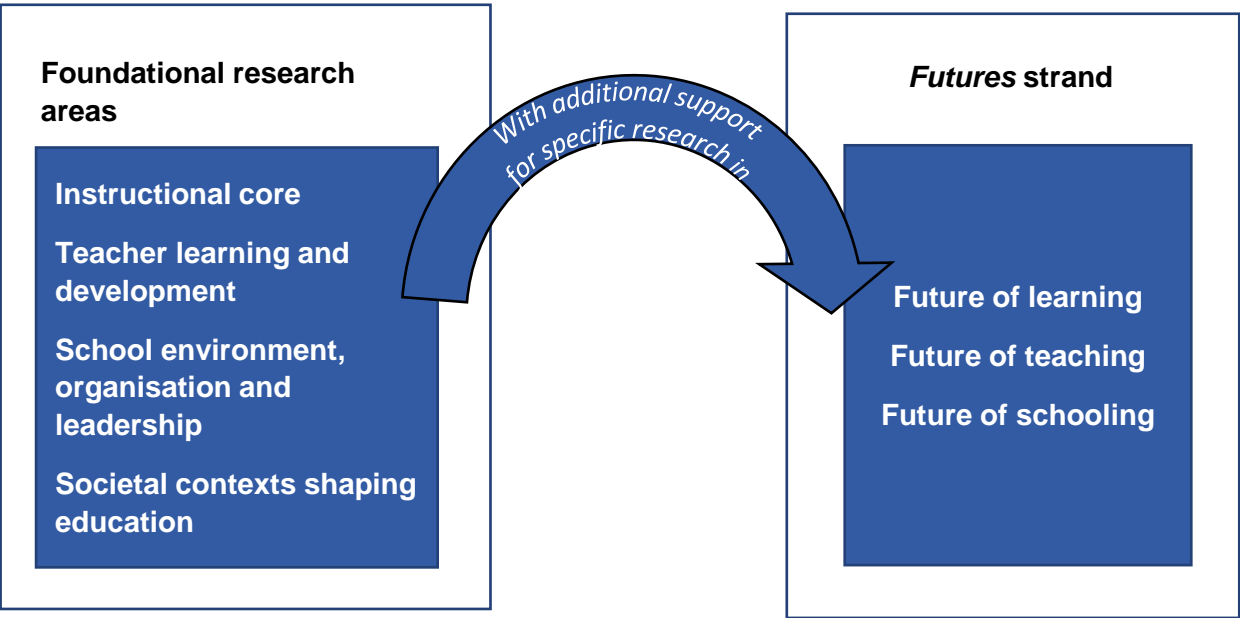 Foundational research
areas
Instructional core
Teacher learning and
development
School environment,
organisation and
leadership
Societal contexts shaping
education
With additional support
for specific research in
Futures strand
Future of learning
Future of teaching
Future of schooling